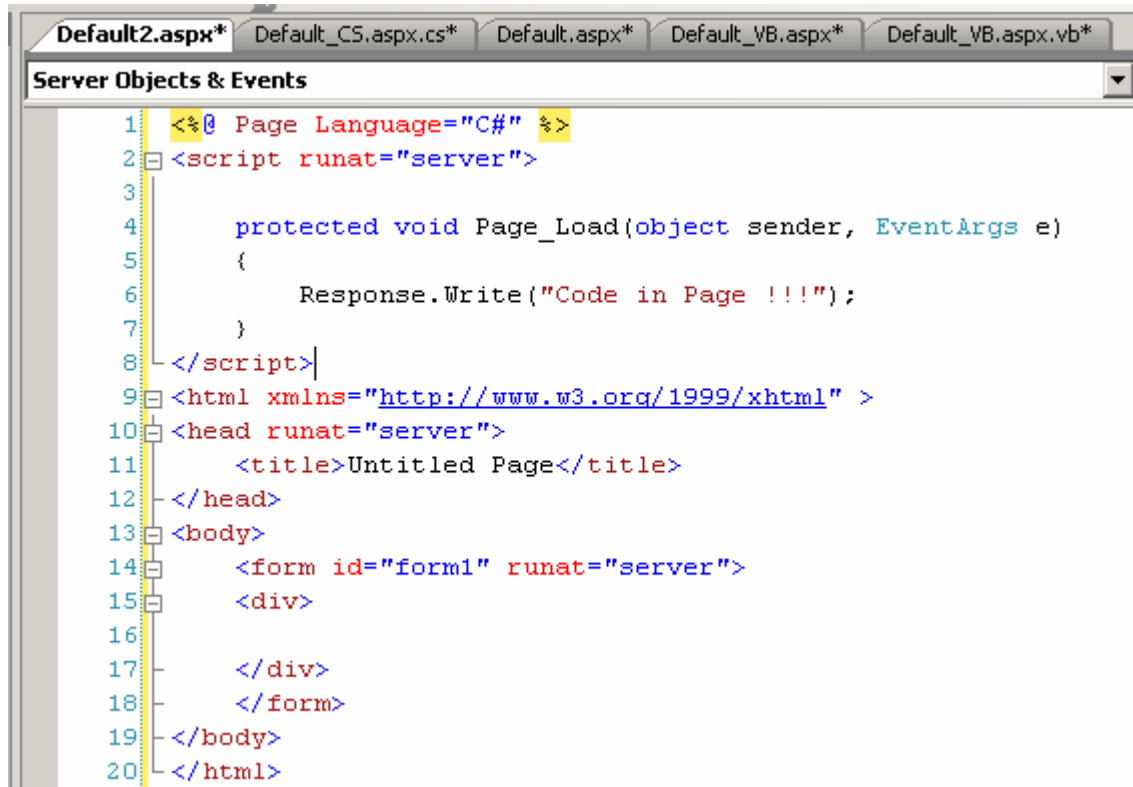 Default2.aspx* Default_CS.aspx.cs* Default.aspx* Default_VB.aspx* Default_VB.aspx.vb*
Server Objects & Events
1 <%@ Page Language="C#" %>
2 <script runat="server">
3
4 protected void Page_Load(object sender, EventArgs e)
5 {
6 Response.Write("Code in Page !!!");
7 }
8 </script>
9 <html xmlns="http://www.w3.org/1999/xhtml" >
10 <head runat="server">
11 <title>Untitled Page</title>
12 </head>
13 <body>
14 <form id="form1" runat="server">
15 <div>
16
17 </div>
18 </form>
19 </body>
20 </html>